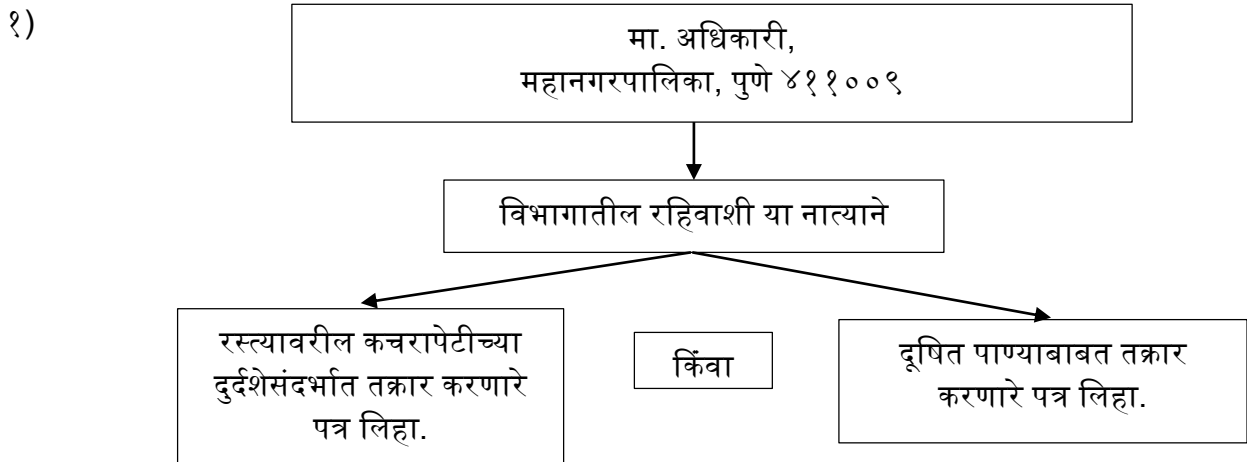 १)
मा. अधिकारी,
महानगरपालिका, पुणे ४११००९
विभागातील रहिवाशी या नात्याने
रस्त्यावरील कचरापेटीच्या
दुर्दशेसंदर्भात तक्रार करणारे
पत्र लिहा.
किंवा
दूषित पाण्याबाबत तक्रार
करणारे पत्र लिहा.